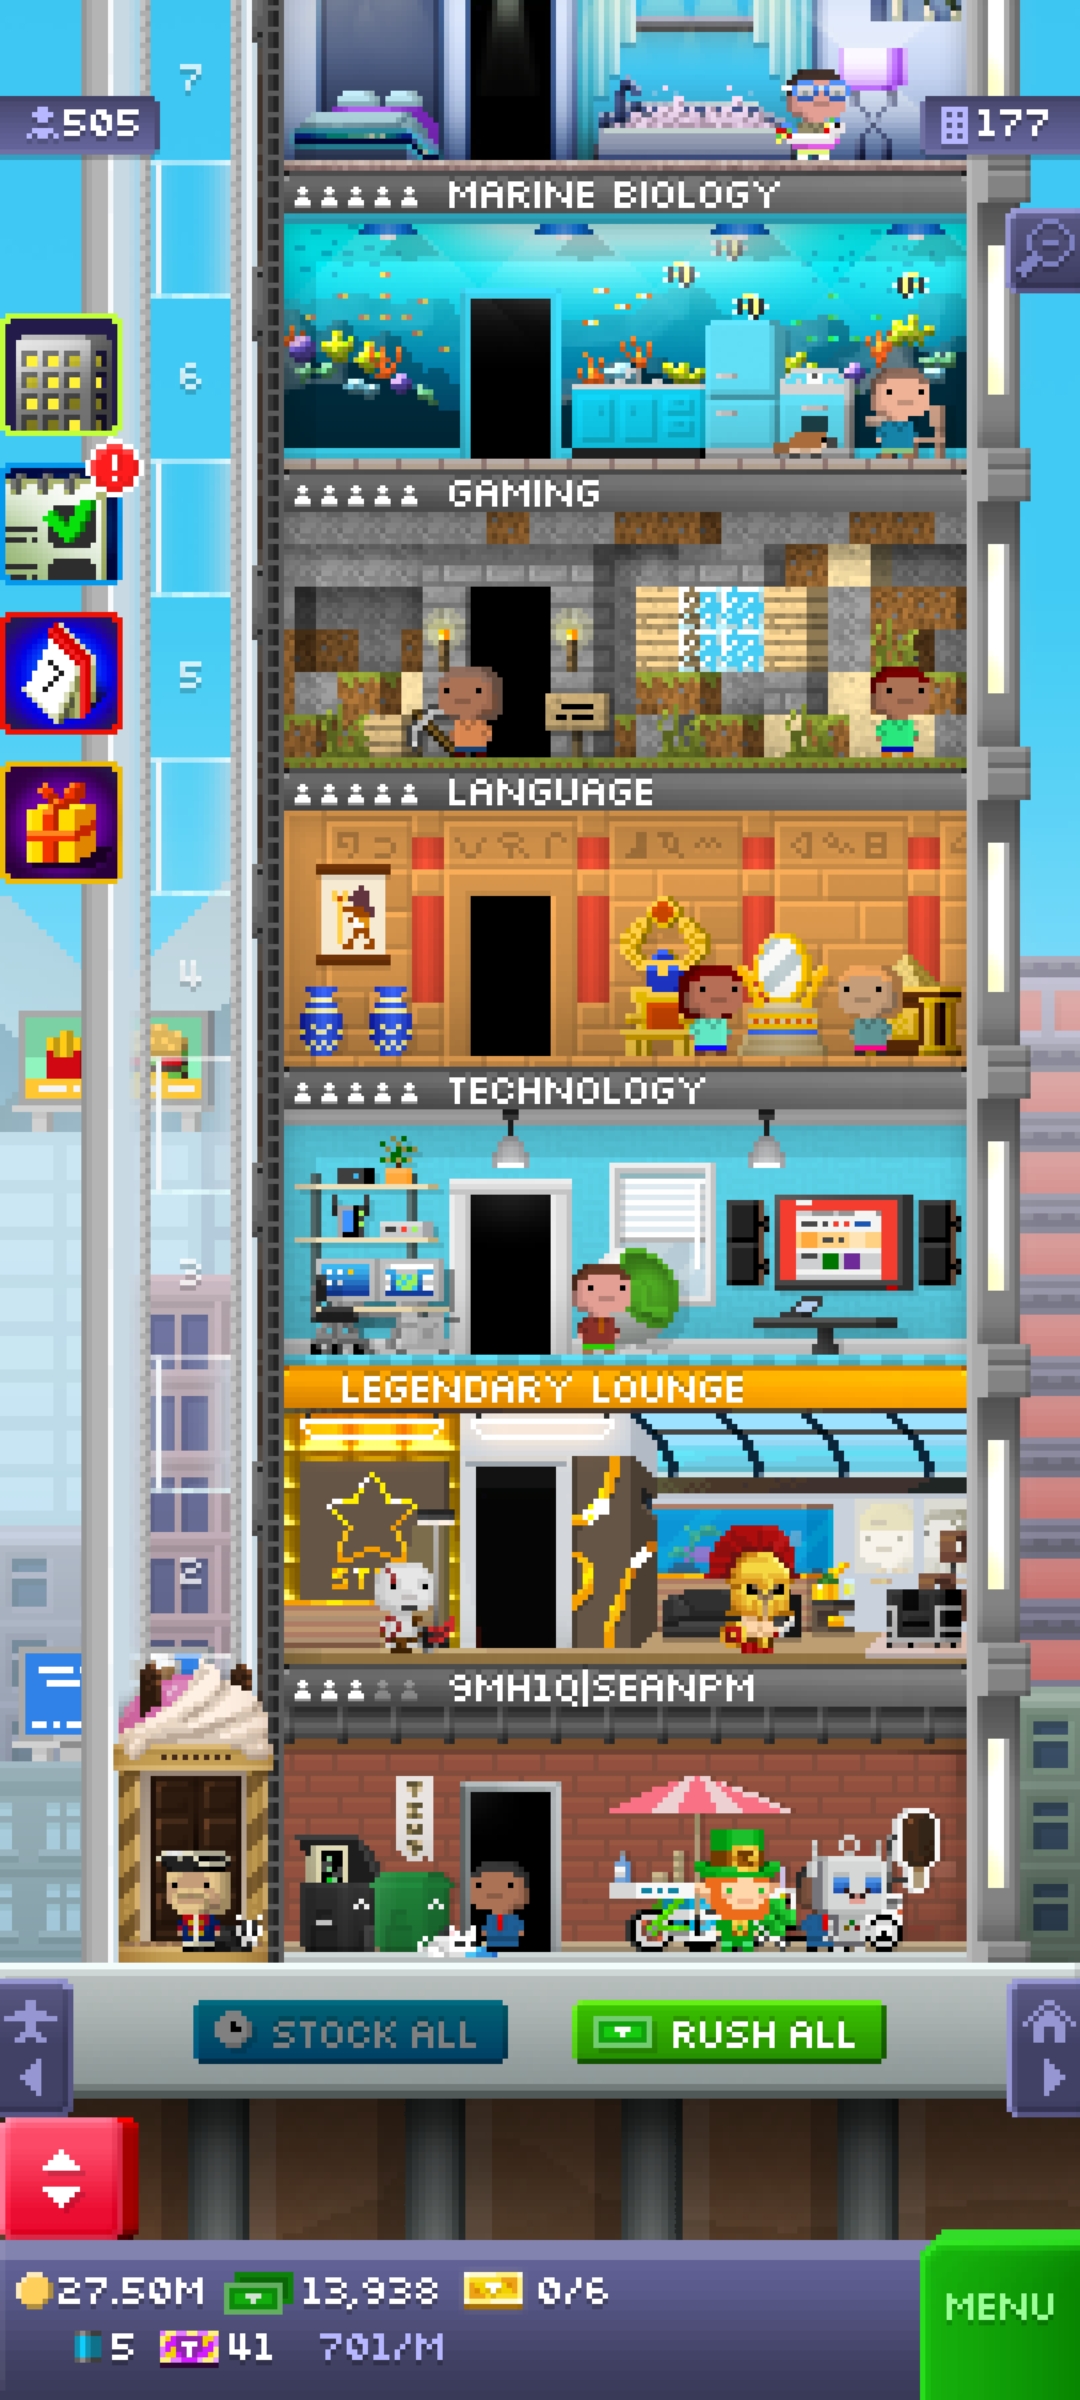 7
505
177
MARINE BIOLOGY
6
GAMING
5
LANGUAGE
4
TECHNOLOGY
3
LEGENDARY LOUNGE
ST
2
9MH1Q|SEANPM
STOCK ALL
RUSH ALL
27.50M 13,938 0/6
MENU
5 41 701/M